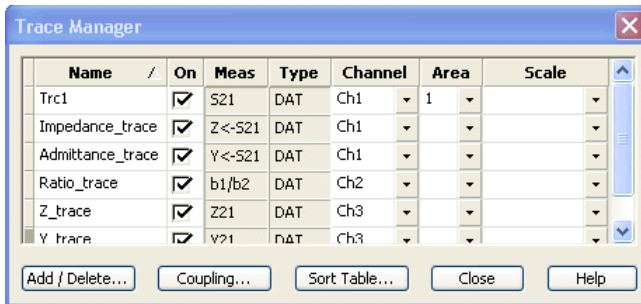 Trace Manager
Name On Meas Type Channel Area Scale
Trc1 S21 DAT Ch1 1
Impedance_trace Z<-S21 DAT Ch1
Admittance_trace Y<-S21 DAT Ch1
Ratio_trace b1/b2 DAT Ch2
Z_trace Z21 DAT Ch3
Y_trace Y21 DAT Ch3
Add / Delete... Coupling... Sort Table... Close Help